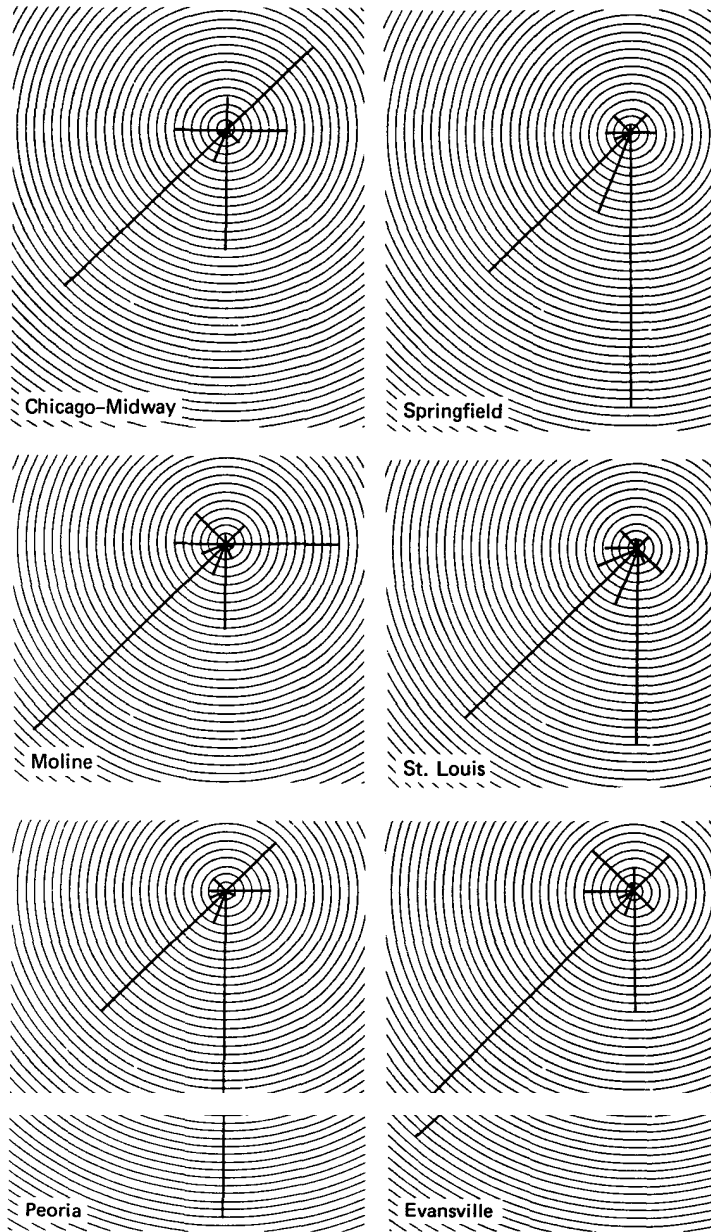 Chicago–Midway
Springfield
Moline
St. Louis
Peoria
Evansville